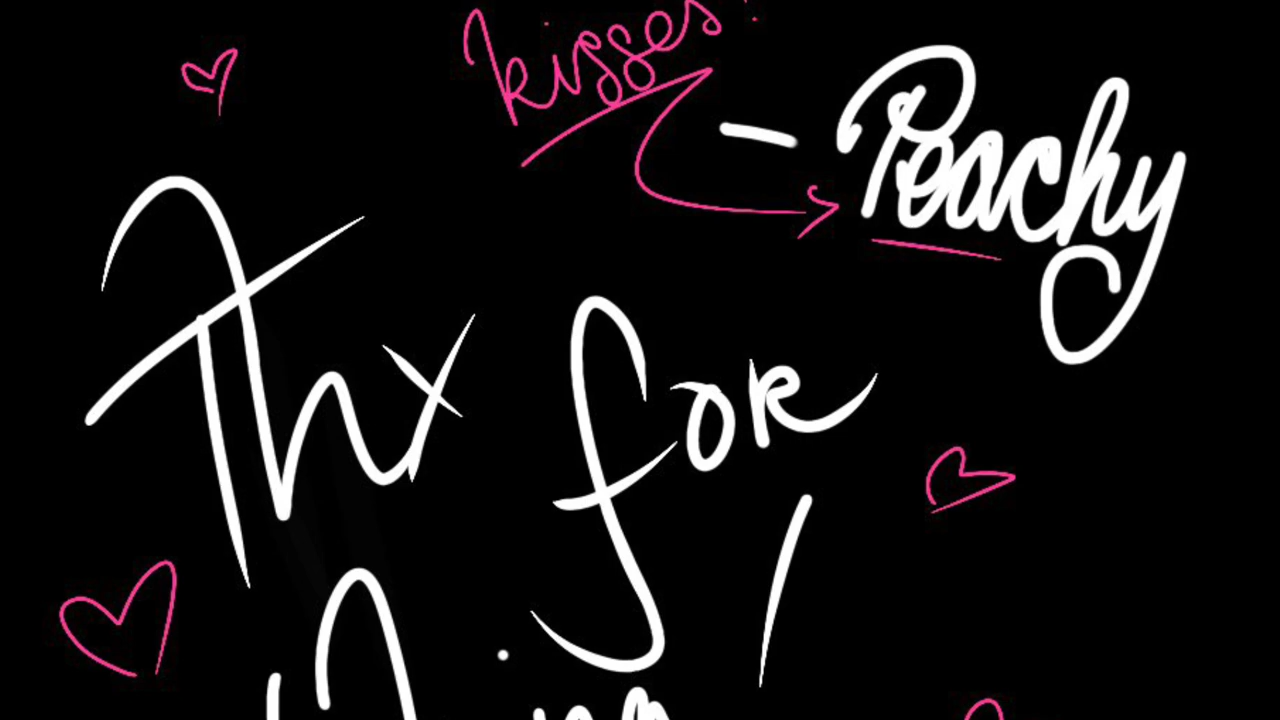 kisses!
- Peachy
Thx for